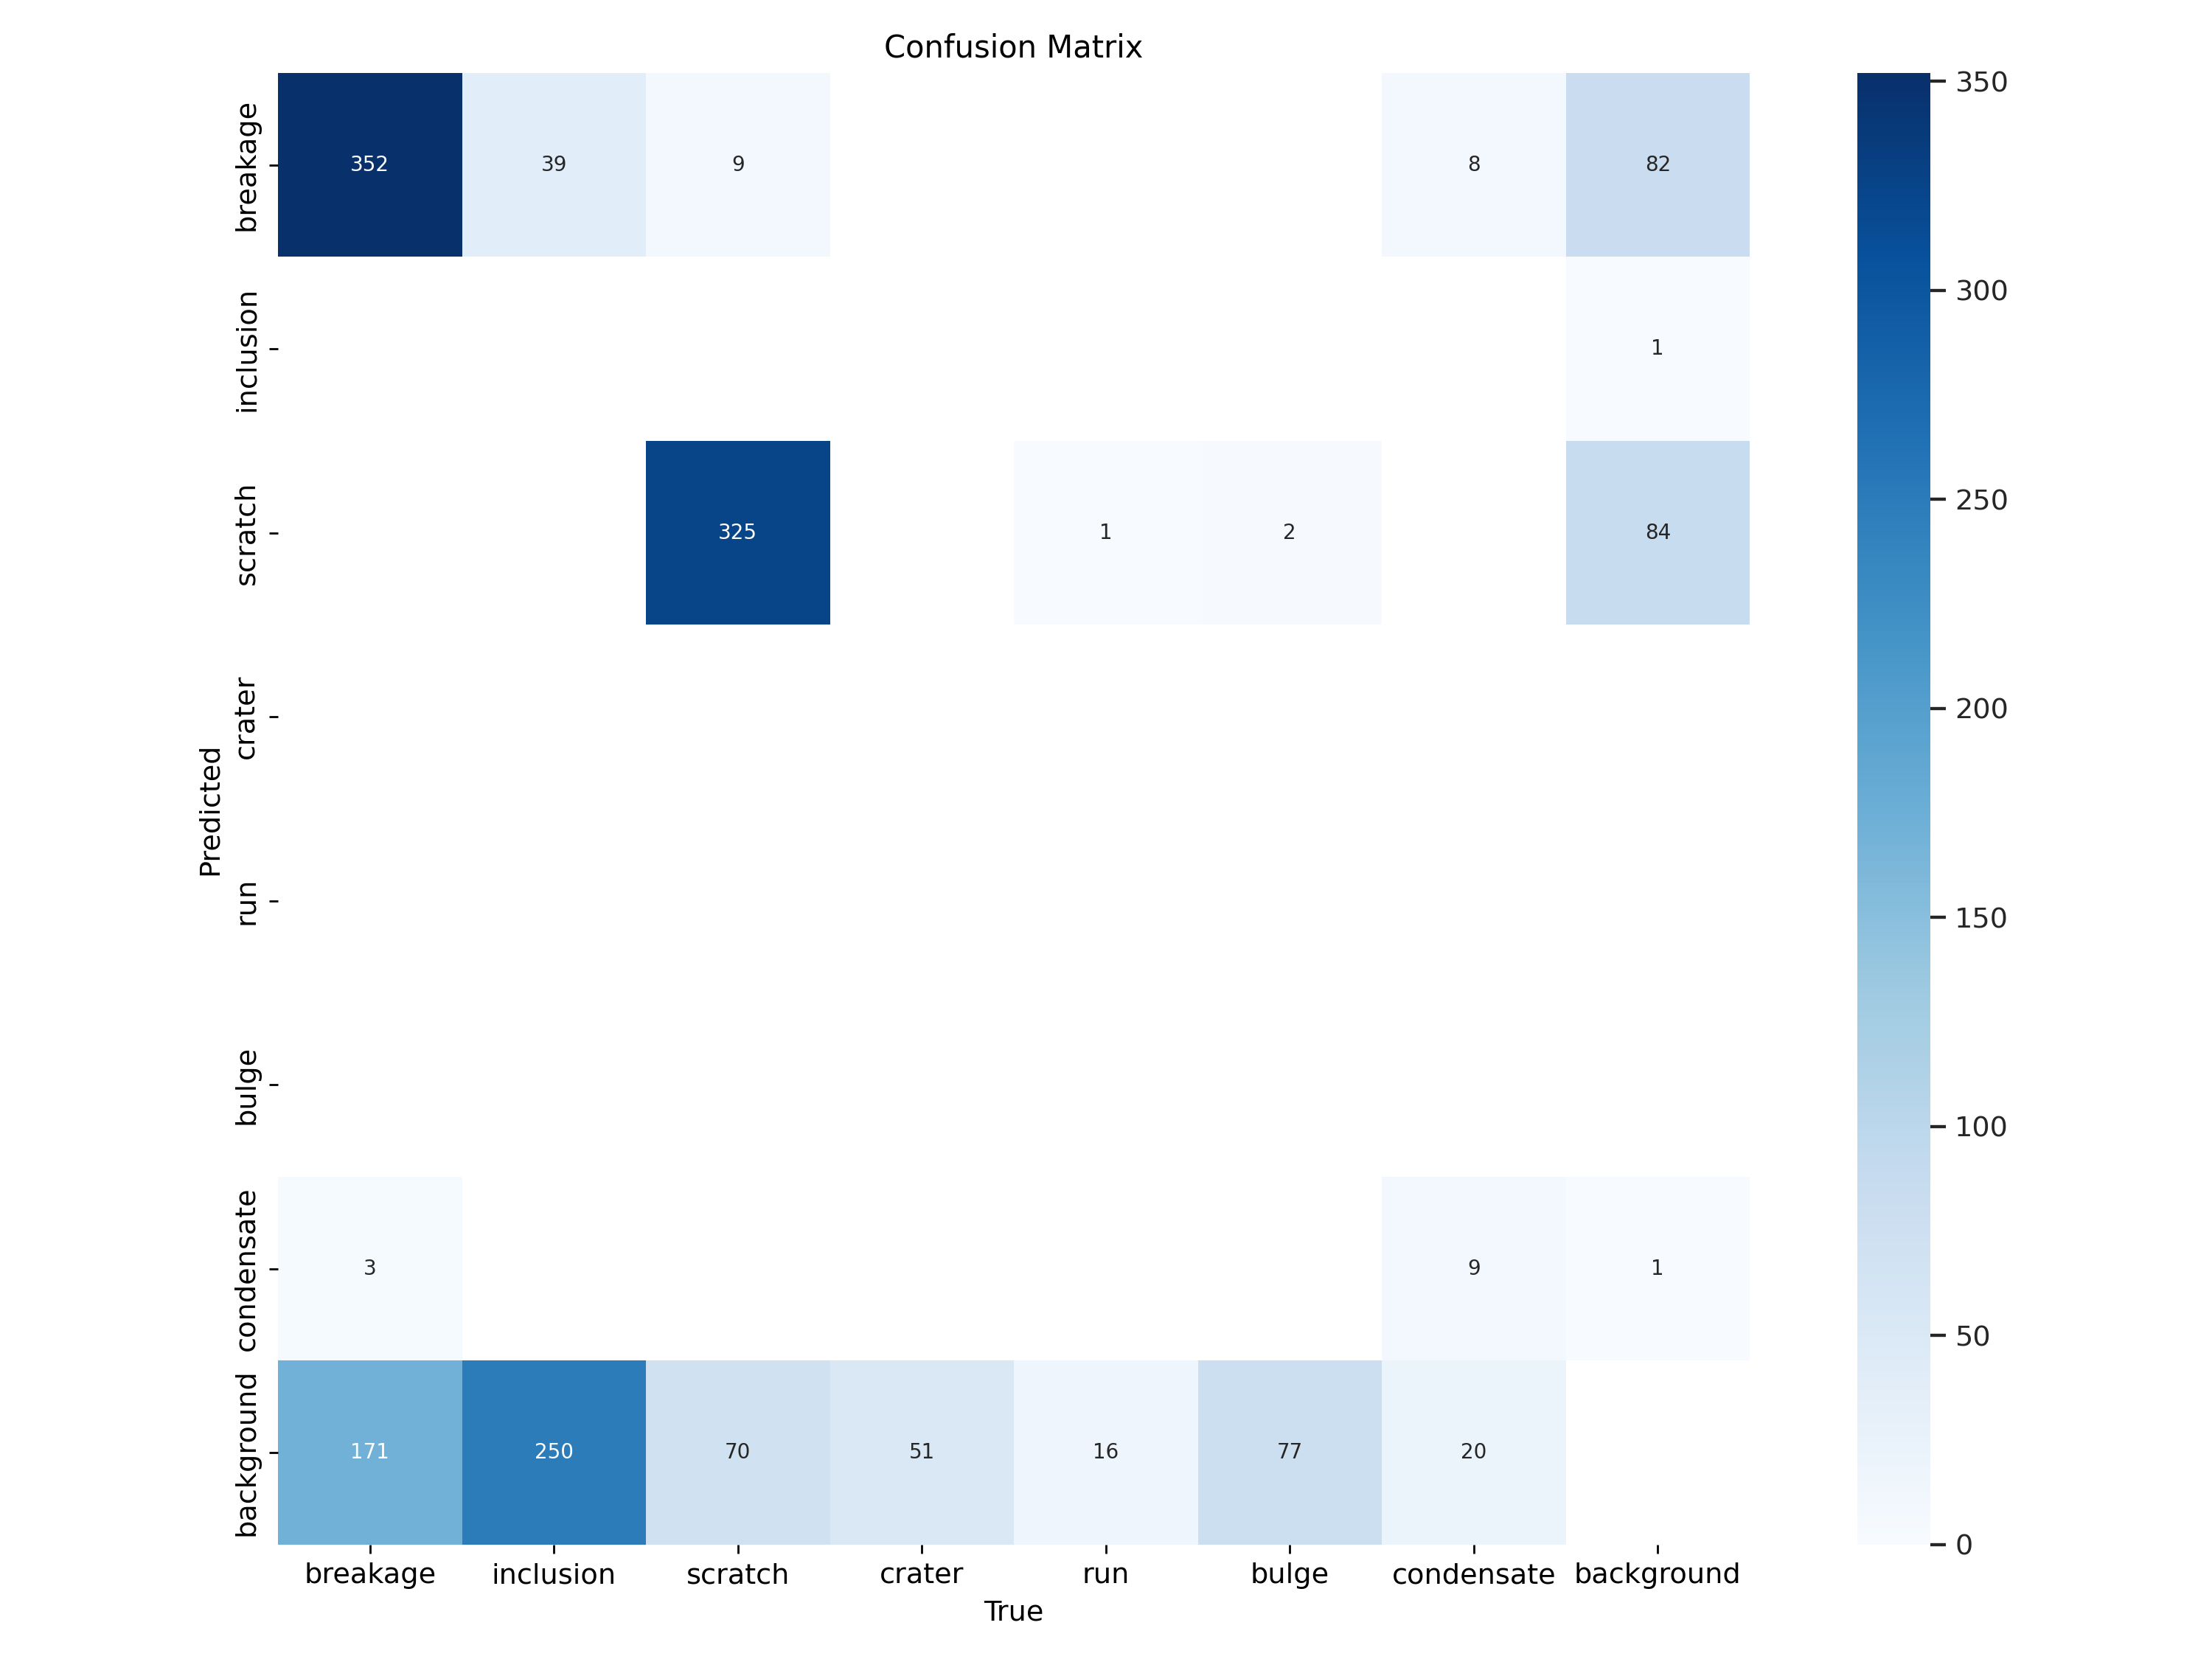 Confusion Matrix
breakage
352
39
9
8
82
inclusion
1
scratch
325
1
2
84
crater
run
bulge
condensate
3
9
1
background
171
250
70
51
16
77
20
Predicted
breakage
inclusion
scratch
crater
run
bulge
condensate
background
True
350
300
250
200
150
100
50
0